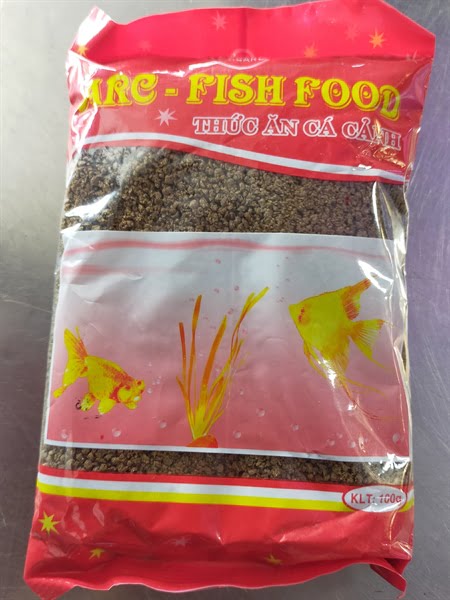 ARC - FISH FOOD
THỨC ĂN CÁ CẢNH
KLT: 100g